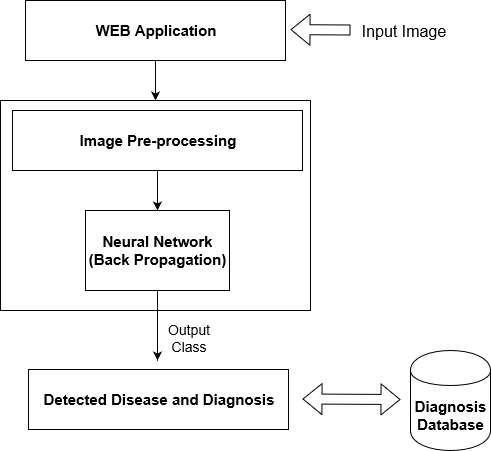 WEB Application
Input Image
Image Pre-processing
Neural Network
(Back Propagation)
Output
Class
Detected Disease and Diagnosis
Diagnosis
Database